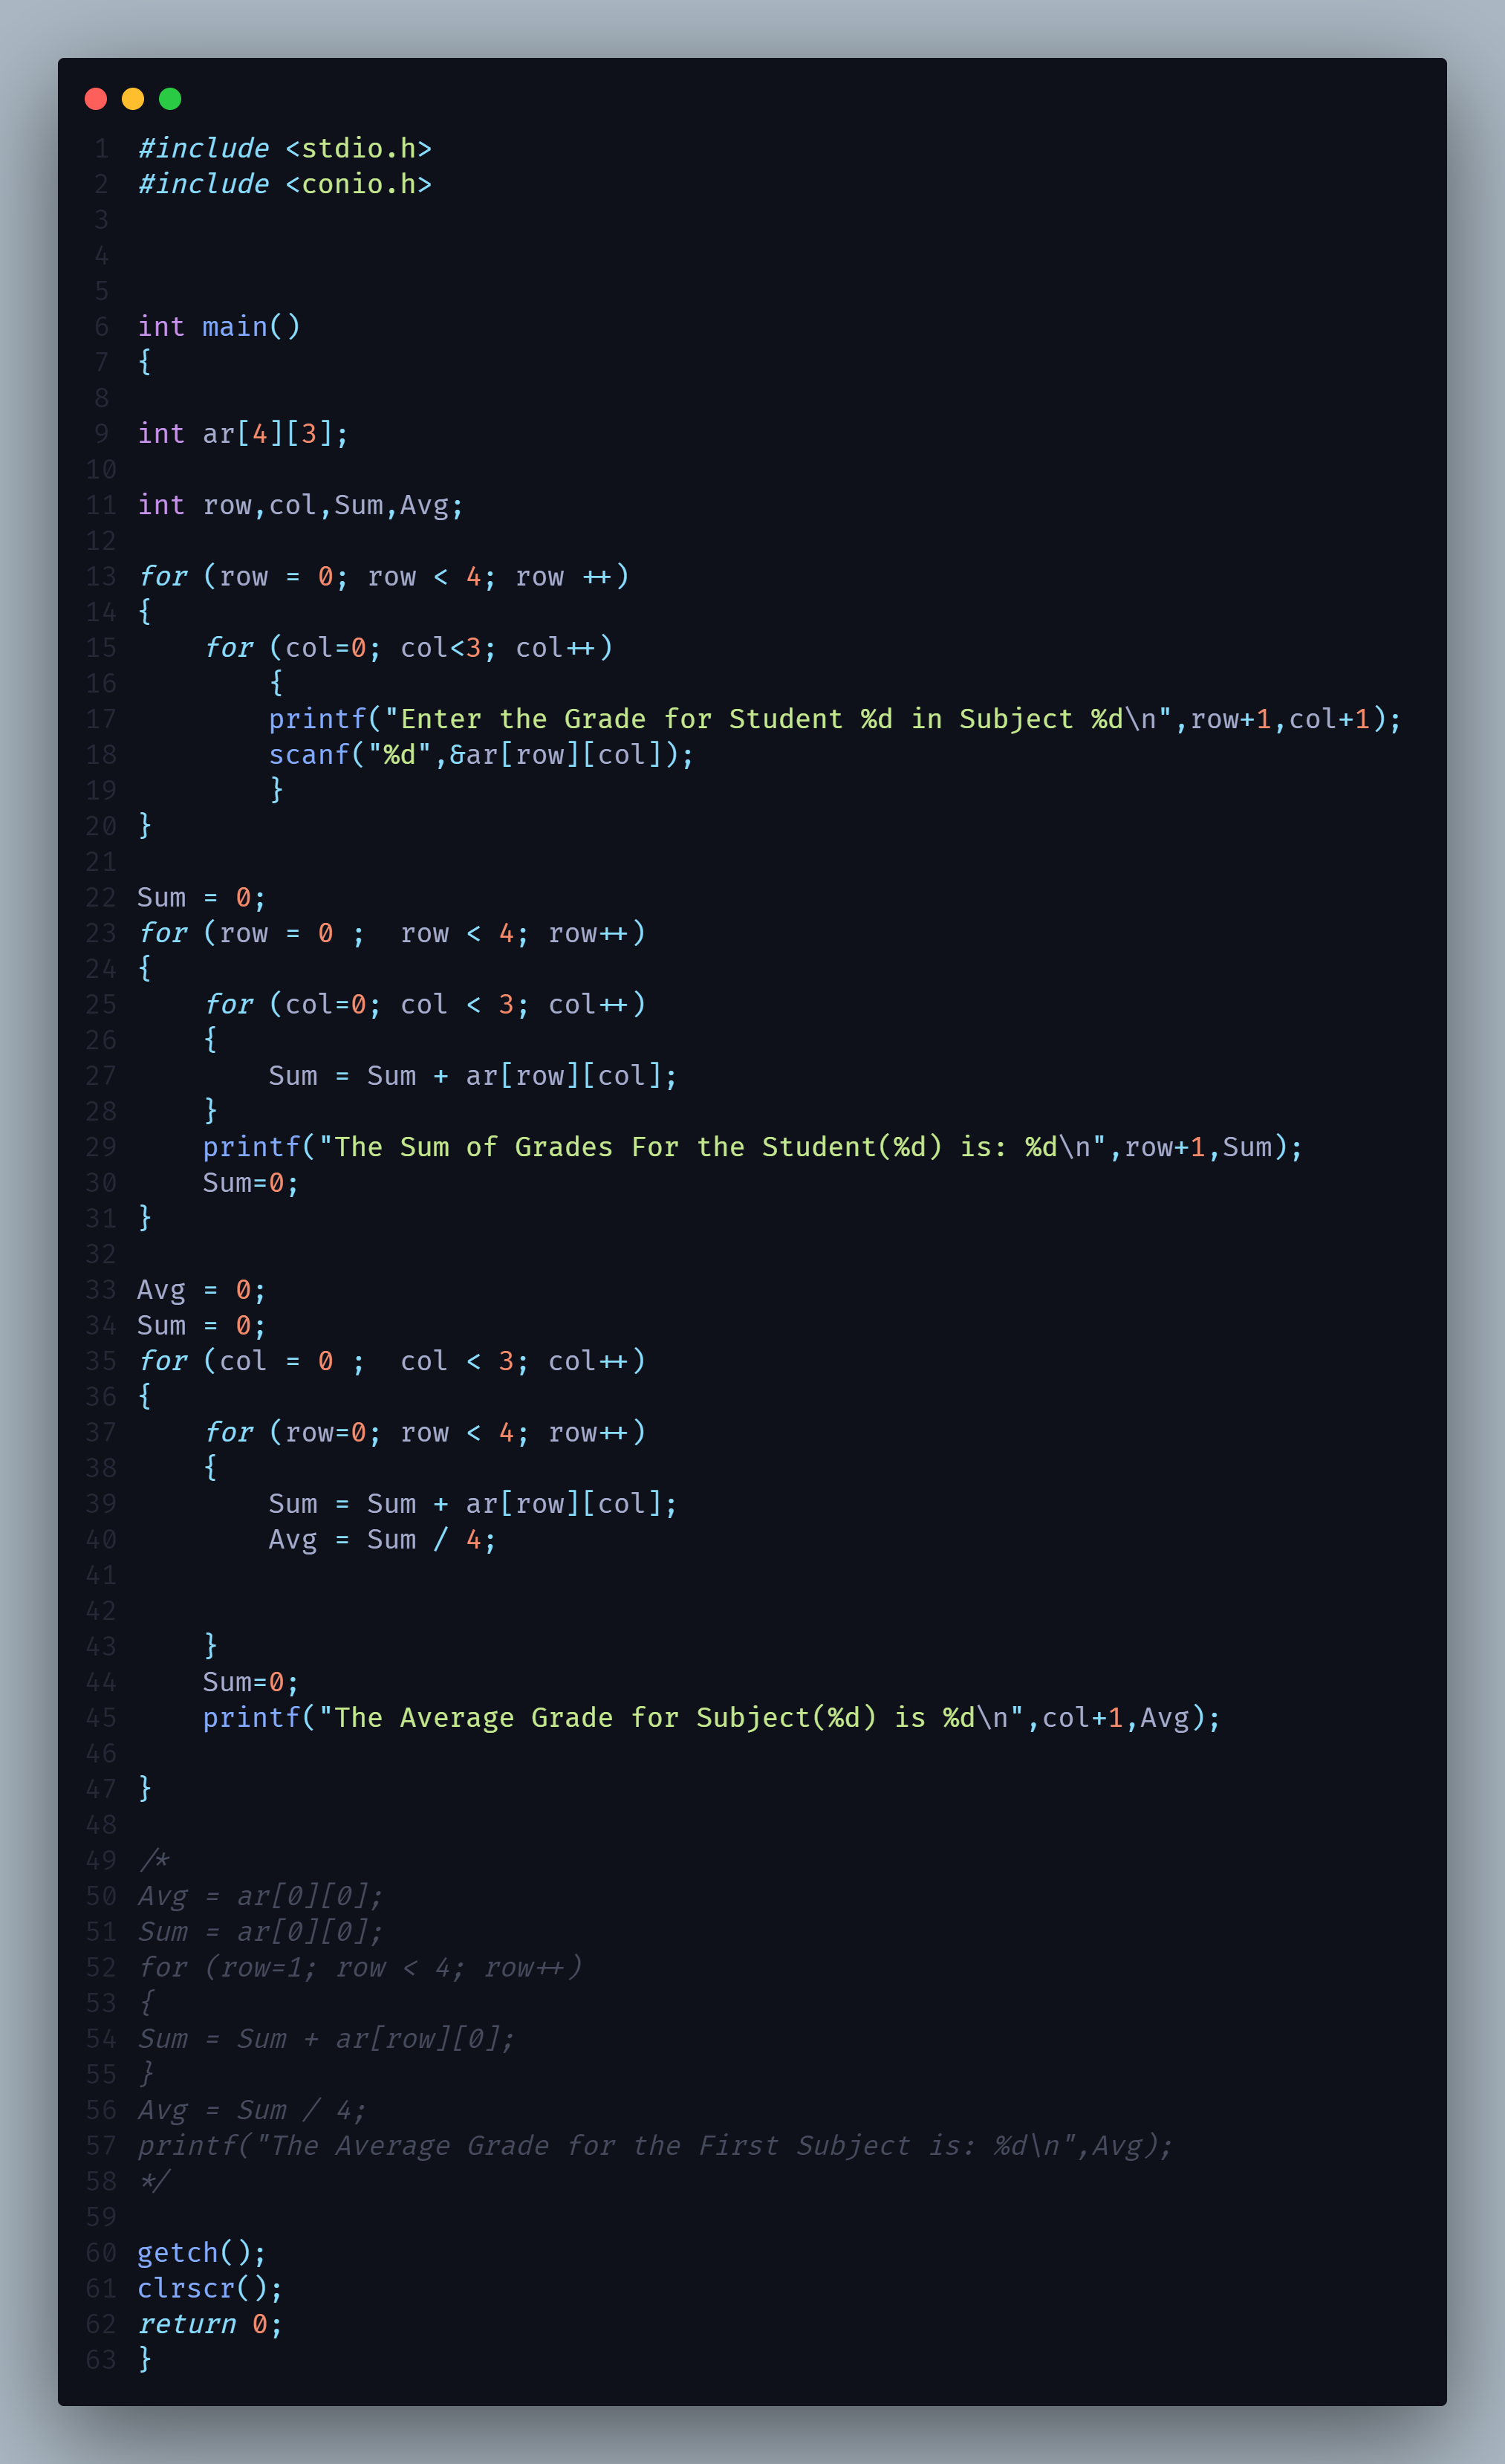 1 #include <stdio.h>
2 #include <conio.h>
3
4
5
6 int main()
7 {
8
9 int ar[4][3];
10
11 int row,col,Sum,Avg;
12
13 for (row = 0; row < 4; row ++)
14 {
15     for (col=0; col<3; col++)
16         {
17         printf("Enter the Grade for Student %d in Subject %d\n",row+1,col+1);
18         scanf("%d",&ar[row][col]);
19         }
20 }
21
22 Sum = 0;
23 for (row = 0 ;  row < 4; row++)
24 {
25     for (col=0; col < 3; col++)
26     {
27         Sum = Sum + ar[row][col];
28     }
29     printf("The Sum of Grades For the Student(%d) is: %d\n",row+1,Sum);
30     Sum=0;
31 }
32
33 Avg = 0;
34 Sum = 0;
35 for (col = 0 ;  col < 3; col++)
36 {
37     for (row=0; row < 4; row++)
38     {
39         Sum = Sum + ar[row][col];
40         Avg = Sum / 4;
41
42
43     }
44     Sum=0;
45     printf("The Average Grade for Subject(%d) is %d\n",col+1,Avg);
46
47 }
48
49 /*
50 Avg = ar[0][0];
51 Sum = ar[0][0];
52 for (row=1; row < 4; row++)
53 {
54 Sum = Sum + ar[row][0];
55 }
56 Avg = Sum / 4;
57 printf("The Average Grade for the First Subject is: %d\n",Avg);
58 */
59
60 getch();
61 clrscr();
62 return 0;
63 }